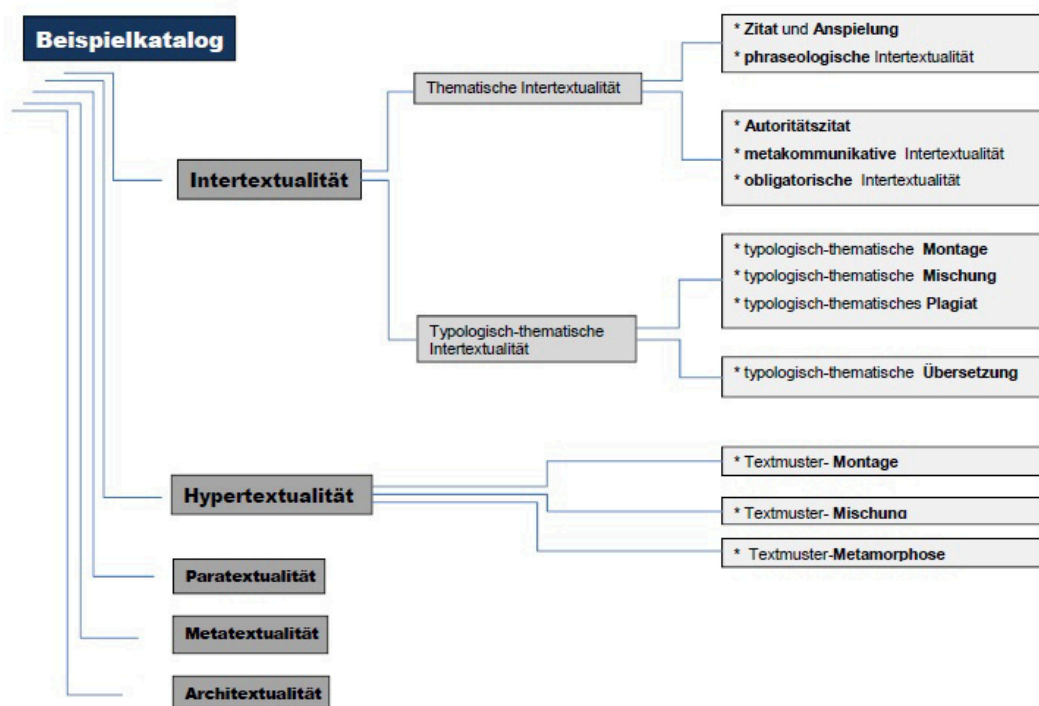 Beispielkatalog
* Zitat und Anspielung
* phraseologische Intertextualität
Thematische Intertextualität
* Autoritätszitat
* metakommunikative Intertextualität
* obligatorische Intertextualität
Intertextualität
* typologisch-thematische Montage
* typologisch-thematische Mischung
* typologisch-thematisches Plagiat
Typologisch-thematische
Intertextualität
* typologisch-thematische Übersetzung
* Textmuster- Montage
Hypertextualität
* Textmuster- Mischung
* Textmuster-Metamorphose
Paratextualität
Metatextualität
Architextualität